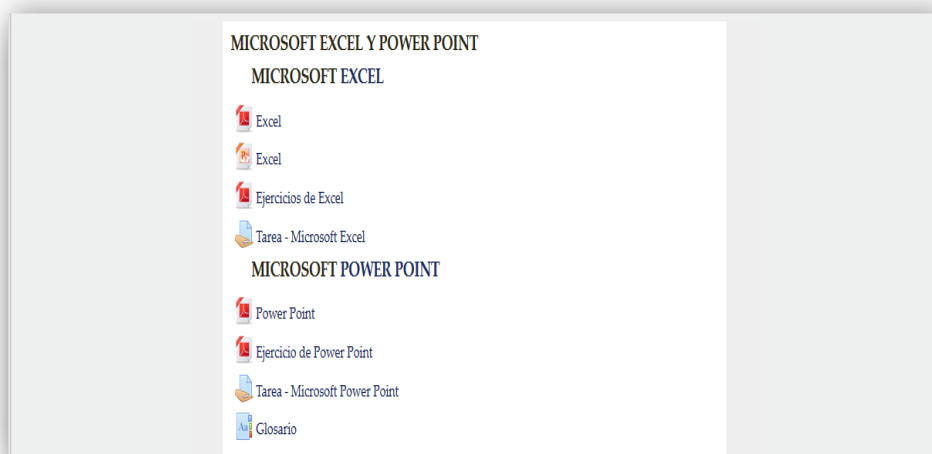 MICROSOFT EXCEL Y POWER POINT
MICROSOFT EXCEL
Excel
Excel
Ejercicios de Excel
Tarea - Microsoft Excel
MICROSOFT POWER POINT
Power Point
Ejercicio de Power Point
Tarea - Microsoft Power Point
Aa Glosario